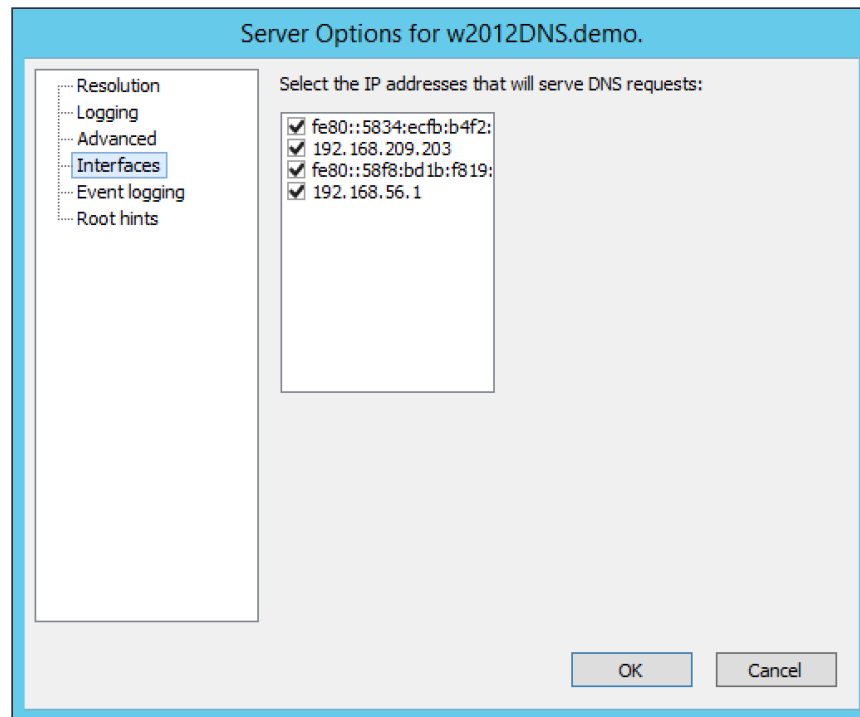 Server Options for w2012DNS.demo.
Resolution
Logging
Advanced
Interfaces
Event logging
Root hints
Select the IP addresses that will serve DNS requests:
fe80::5834:ecfb:b4f2:
192.168.209.203
fe80::58f8:bd1b:f819:
192.168.56.1
OK
Cancel